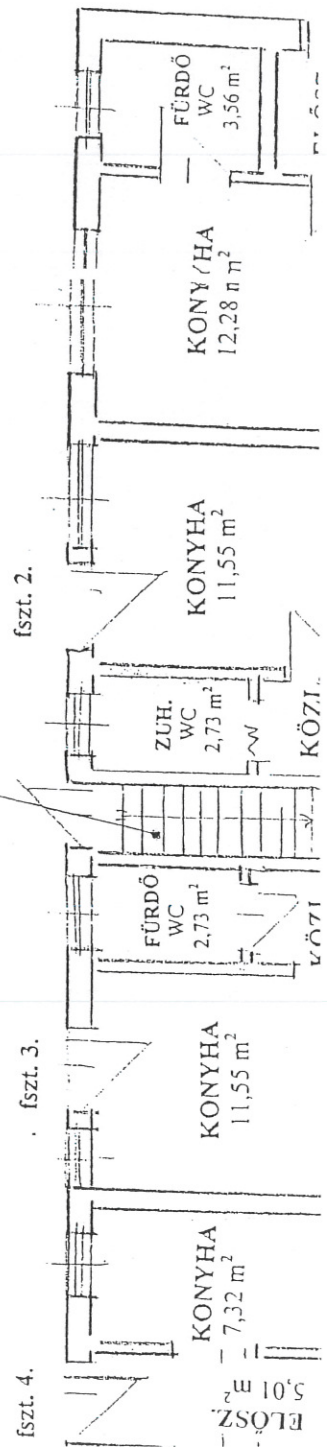 fszt. 4.
fszt. 3.
fszt. 2.
ELŐSZ.
5,01 m²
KONYHA
7,32 m²
KONYHA
11,55 m²
FÜRDŐ
WC
2,73 m²
KÖZL
ZUH.
WC
2,73 m²
KÖZL.
KONYHA
11,55 m²
KONYHA
12,28 m²
FÜRDŐ
WC
3,56 m²